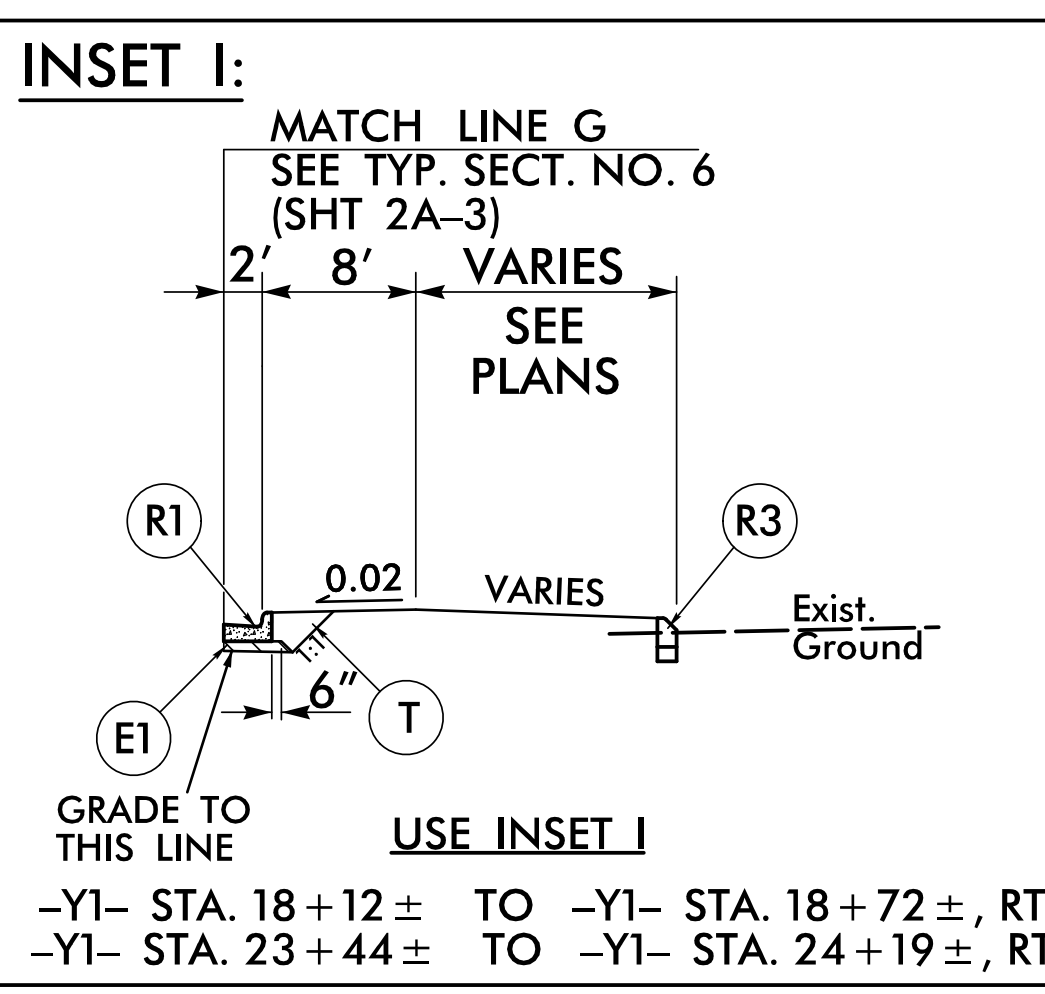 INSET I:
MATCH LINE G
SEE TYP. SECT. NO. 6
(SHT 2A–3)
2' 8' VARIES
SEE
PLANS
R1 R3
0.02 VARIES
Exist.
Ground
1:1
6"
T
E1
GRADE TO
THIS LINE
USE INSET I
–Y1– STA. 18+12± TO –Y1– STA. 18+72±, RT
–Y1– STA. 23+44± TO –Y1– STA. 24+19±, RT